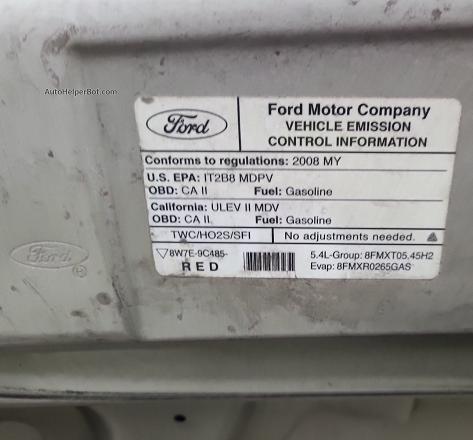 AutoHelperBot.com
Ford
Ford Motor Company
VEHICLE EMISSION
CONTROL INFORMATION
Conforms to regulations: 2008 MY
U.S. EPA: IT2B8 MDPV
OBD: CA II Fuel: Gasoline
California: ULEV II MDV
OBD: CA II Fuel: Gasoline
TWC/HO2S/SFI No adjustments needed.
8W7E-9C485-
RED
5.4L-Group: 8FMXT05.45H2
Evap: 8FMXR0265GAS
Ford ®